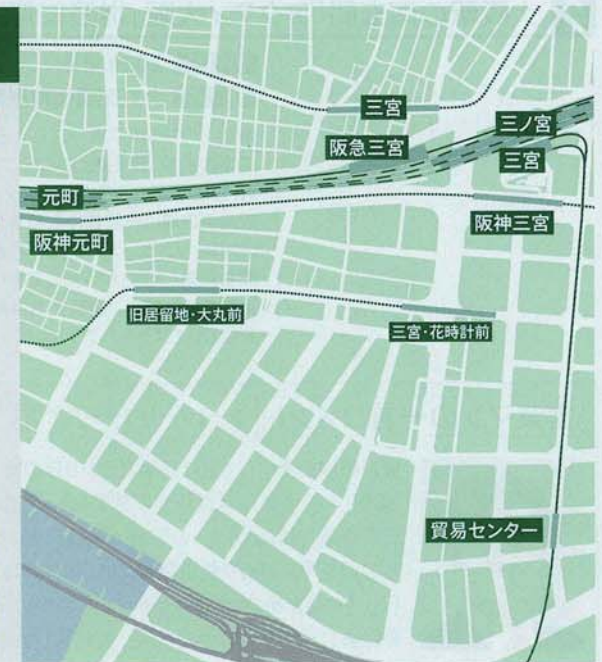 三宮
三ノ宮
阪急三宮
三宮
元町
阪神三宮
阪神元町
旧居留地・大丸前
三宮・花時計前
貿易センター